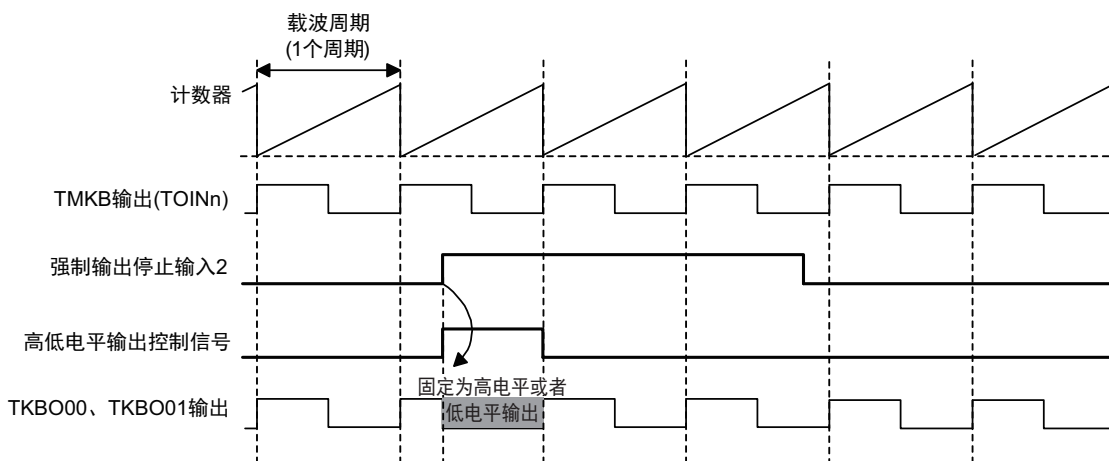 载波周期
(1个周期)
计数器
TMKB输出(TOINn)
强制输出停止输入2
高低电平输出控制信号
固定为高电平或者
TKBO00、TKBO01输出
低电平输出